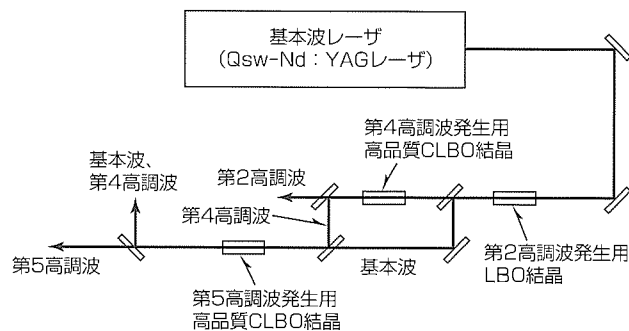 基本波レーザ
(Qsw-Nd：YAGレーザ)
第4高調波発生用
高品質CLBO結晶
基本波、
第4高調波
第2高調波
第4高調波
第5高調波
基本波
第2高調波発生用
LBO結晶
第5高調波発生用
高品質CLBO結晶